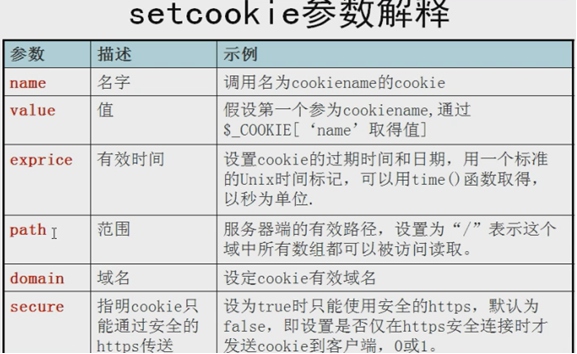 setcookie参数解释
参数 描述 示例
name 名字 调用名为cookiename的cookie
value 值 假设第一个参为cookiename,通过
$_COOKIE[ ‘name’取得值]
exprice 有效时间 设置cookie的过期时间和日期，用一个标准
的Unix时间标记，可以用time()函数取得，
以秒为单位.
path 范围 服务器端的有效路径，设置为“/”表示这个
域中所有数组都可以被访问读取。
domain 域名 设定cookie有效域名
secure 指明cookie只 设为true时只能使用安全的https，默认为
能通过安全的 false，即设置是否仅在https安全连接时才
https传送 发送cookie到客户端，0或1。